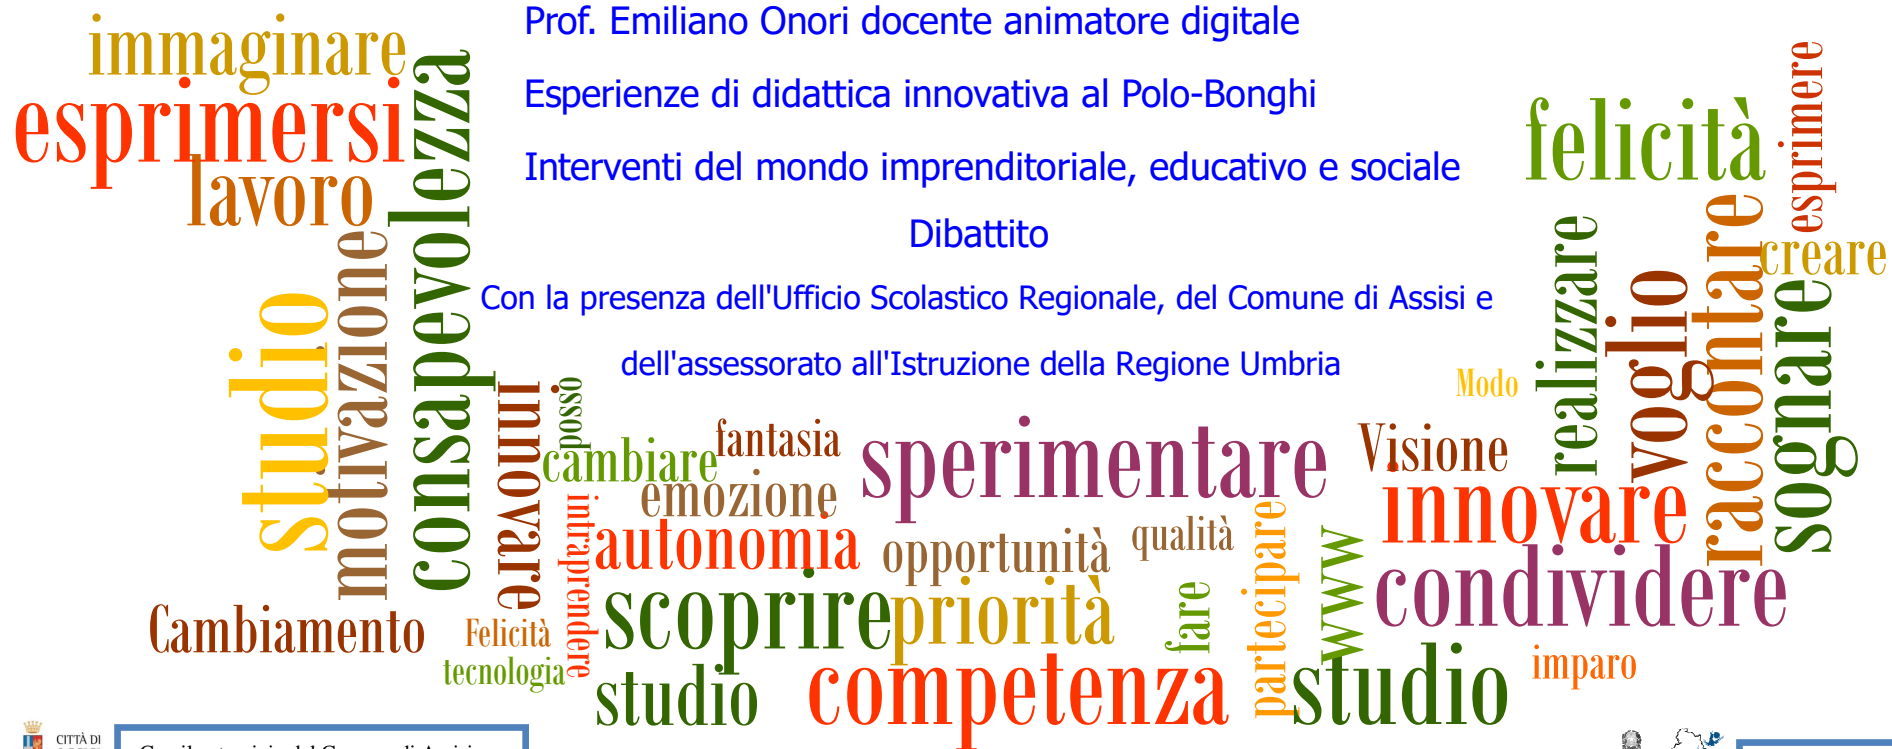 Prof. Emiliano Onori docente animatore digitale
Esperienze di didattica innovativa al Polo-Bonghi
Interventi del mondo imprenditoriale, educativo e sociale
Dibattito
Con la presenza dell'Ufficio Scolastico Regionale, del Comune di Assisi e
dell'assessorato all'Istruzione della Regione Umbria
immaginare
esprimersi
lavoro
consapevolezza
motivazione
studio
innovare
posso
cambiare
fantasia
emozione
intraprendere
autonomia
Cambiamento
Felicità
tecnologia
scoprire
studio
sperimentare
opportunità
qualità
priorità
competenza
fare
partecipare
www
studio
Modo
Visione
innovare
condividere
imparo
felicità
esprimere
creare
realizzare
voglio
raccontare
sognare
CITTÀ DI